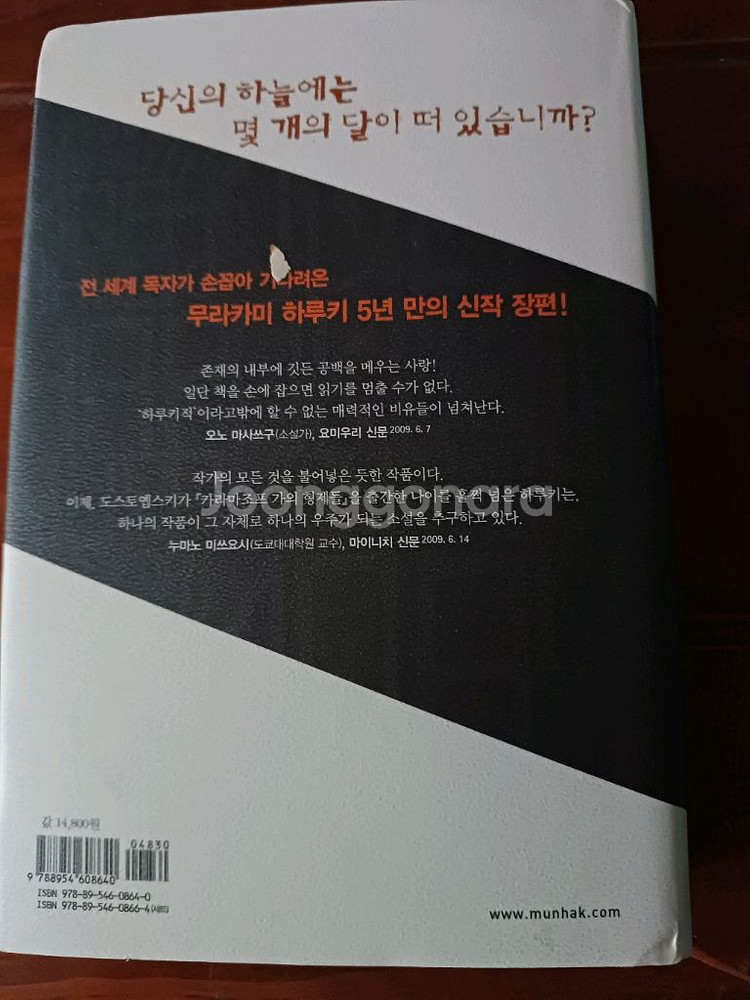 당신의 하늘에는
몇 개의 달이 떠 있습니까?
전 세계 독자가 손꼽아 기다려온
무라카미 하루키 5년 만의 신작 장편!
존재의 내부에 깃든 공백을 메우는 사랑!
일단 책을 손에 잡으면 읽기를 멈출 수가 없다.
'하루키적'이라고밖에 할 수 없는 매력적인 비유들이 넘쳐난다.
오노 마사쓰구(소설가), 요미우리 신문 2009. 6. 7
작가의 모든 것을 불어넣은 듯한 작품이다.
이제, 도스토옙스키가 『카라마조프 가의 형제들』을 출간한 나이를 훌쩍 넘은 하루키는,
하나의 작품이 그 자체로 하나의 우주가 되는 소설을 추구하고 있다.
누마노 미쓰요시(도쿄대대학원 교수), 마이니치 신문 2009. 6. 14
Joonggonara
값 14,800원
04830
9 788954 608640
ISBN 978-89-546-0864-0
ISBN 978-89-546-0866-4(세트)
www.munhak.com